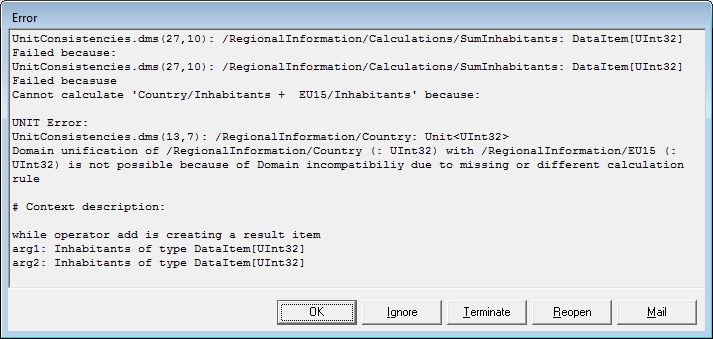 Error
UnitConsistencies.dms(27,10): /RegionalInformation/Calculations/SumInhabitants: DataItem[UInt32]
Failed because:
UnitConsistencies.dms(27,10): /RegionalInformation/Calculations/SumInhabitants: DataItem[UInt32]
Failed becasuse
Cannot calculate 'Country/Inhabitants +  EU15/Inhabitants' because:
UNIT Error:
UnitConsistencies.dms(13,7): /RegionalInformation/Country: Unit<UInt32>
Domain unification of /RegionalInformation/Country (: UInt32) with /RegionalInformation/EU15 (:
UInt32) is not possible because of Domain incompatibiliy due to missing or different calculation
rule
# Context description:
while operator add is creating a result item
arg1: Inhabitants of type DataItem[UInt32]
arg2: Inhabitants of type DataItem[UInt32]
OK Ignore Terminate Reopen Mail